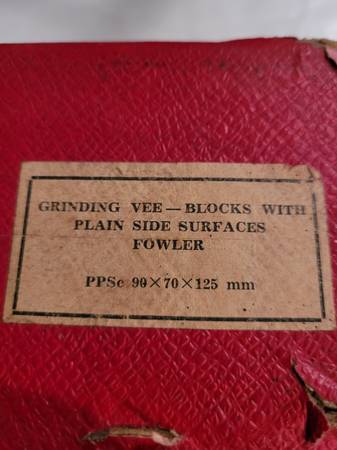 GRINDING VEE — BLOCKS WITH
PLAIN SIDE SURFACES
FOWLER
PPSc 90×70×125 mm